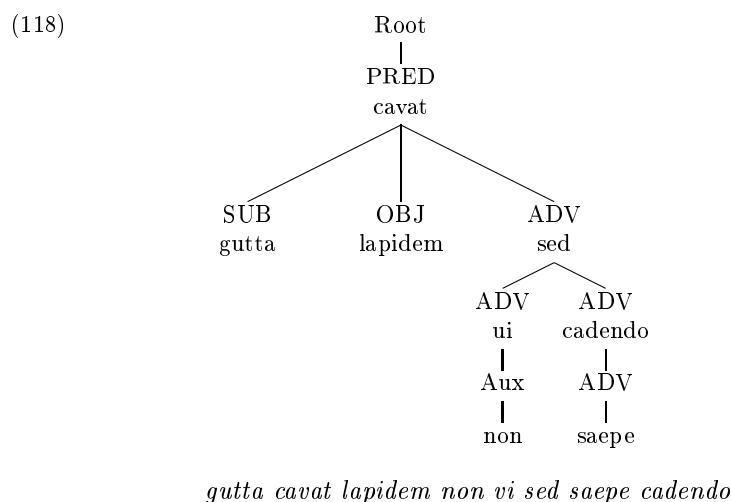 (118)
Root
PRED
cavat
SUB OBJ ADV
gutta lapidem sed
ADV ADV
ui cadendo
Aux ADV
non saepe
gutta cavat lapidem non vi sed saepe cadendo